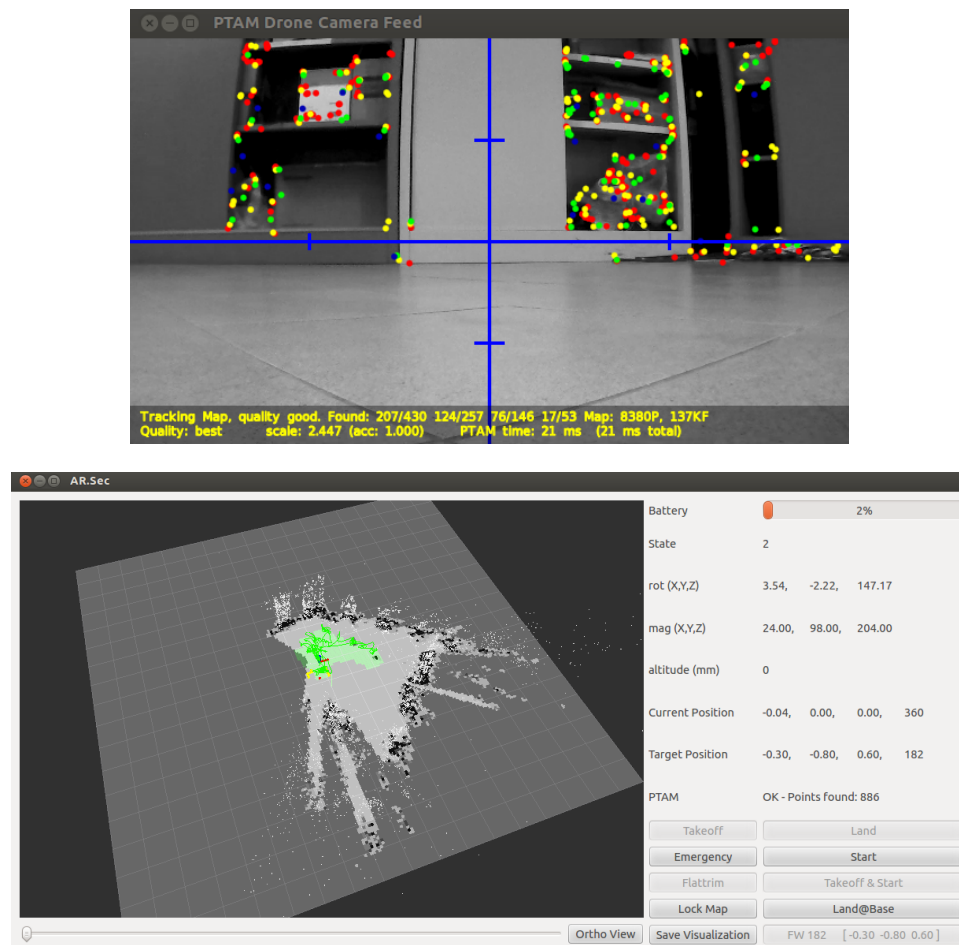 PTAM Drone Camera Feed
Tracking Map, quality good. Found: 207/430 124/257 76/146 17/53 Map: 8380P, 137KF
Quality: best scale: 2.447 (acc: 1.000) PTAM time: 21 ms (21 ms total)
AR.Sec
Battery 2%
State 2
rot (X,Y,Z) 3.54, -2.22, 147.17
mag (X,Y,Z) 24.00, 98.00, 204.00
altitude (mm) 0
Current Position -0.04, 0.00, 0.00, 360
Target Position -0.30, -0.80, 0.60, 182
PTAM OK - Points found: 886
Takeoff Land
Emergency Start
Flattrim Takeoff & Start
Lock Map Land@Base
Ortho View Save Visualization FW 182 [ -0.30 -0.80 0.60 ]